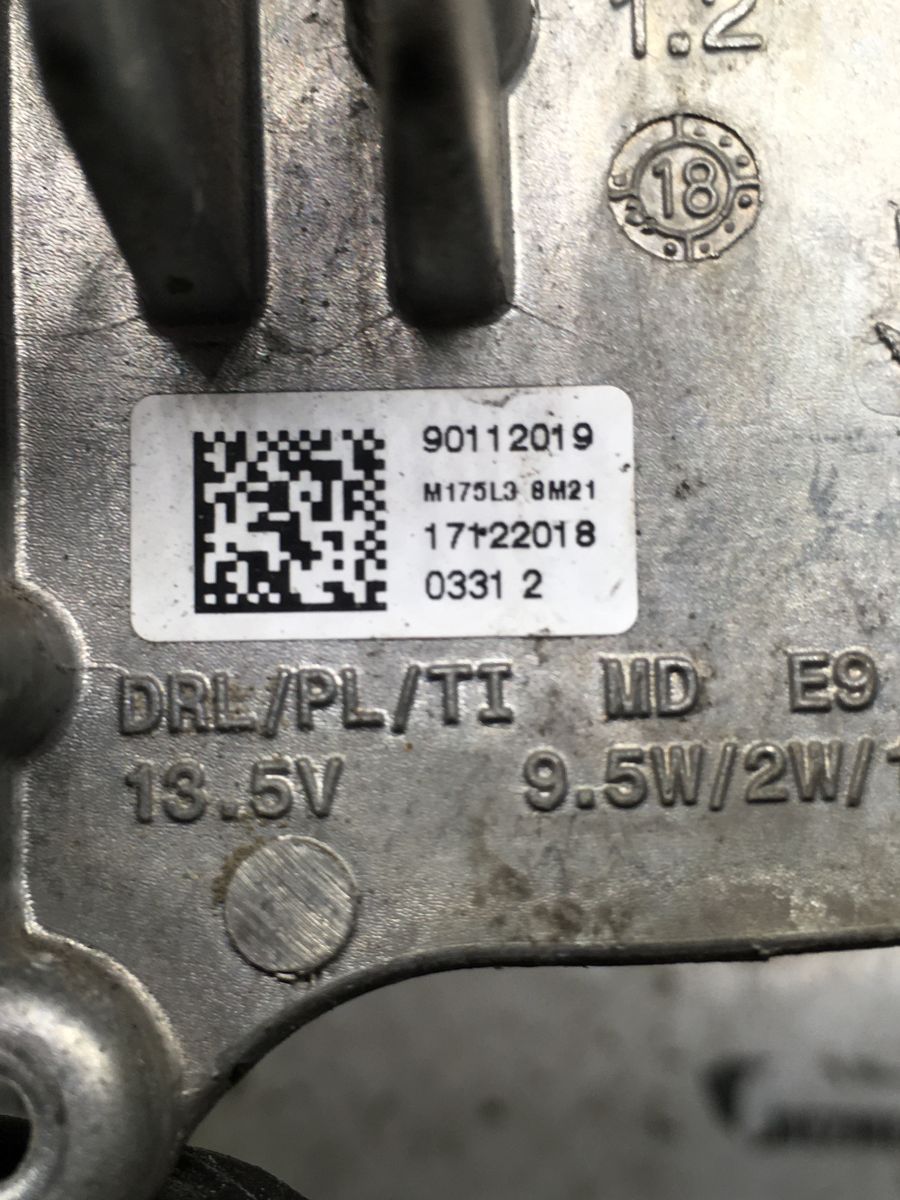 1.2
18
90112019
M175L3 8M21
17122018
0331 2
DRL/PL/TI MD E9
13.5V 9.5W/2W/1